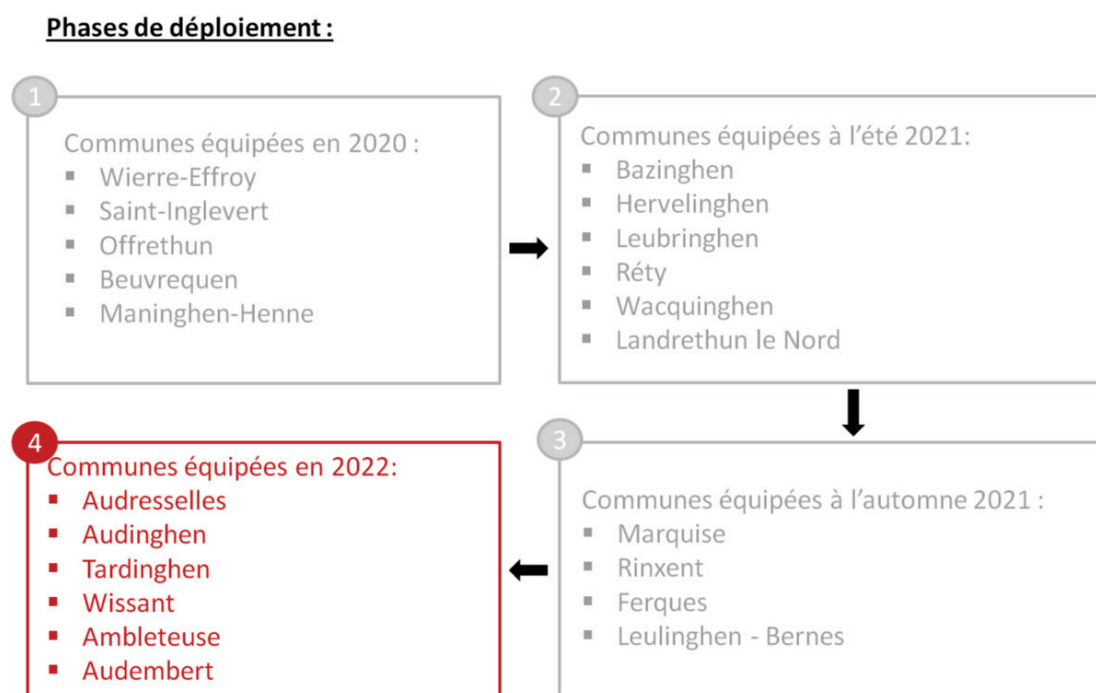 Phases de déploiement :
1
Communes équipées en 2020 :
▪ Wierre-Effroy
▪ Saint-Inglevert
▪ Offrethun
▪ Beuvrequen
▪ Maninghen-Henne
2
Communes équipées à l’été 2021:
▪ Bazinghen
▪ Hervelinghen
▪ Leubringhen
▪ Réty
▪ Wacquinghen
▪ Landrethun le Nord
3
Communes équipées à l’automne 2021 :
▪ Marquise
▪ Rinxent
▪ Ferques
▪ Leulinghen - Bernes
4
Communes équipées en 2022:
▪ Audresselles
▪ Audinghen
▪ Tardinghen
▪ Wissant
▪ Ambleteuse
▪ Audembert